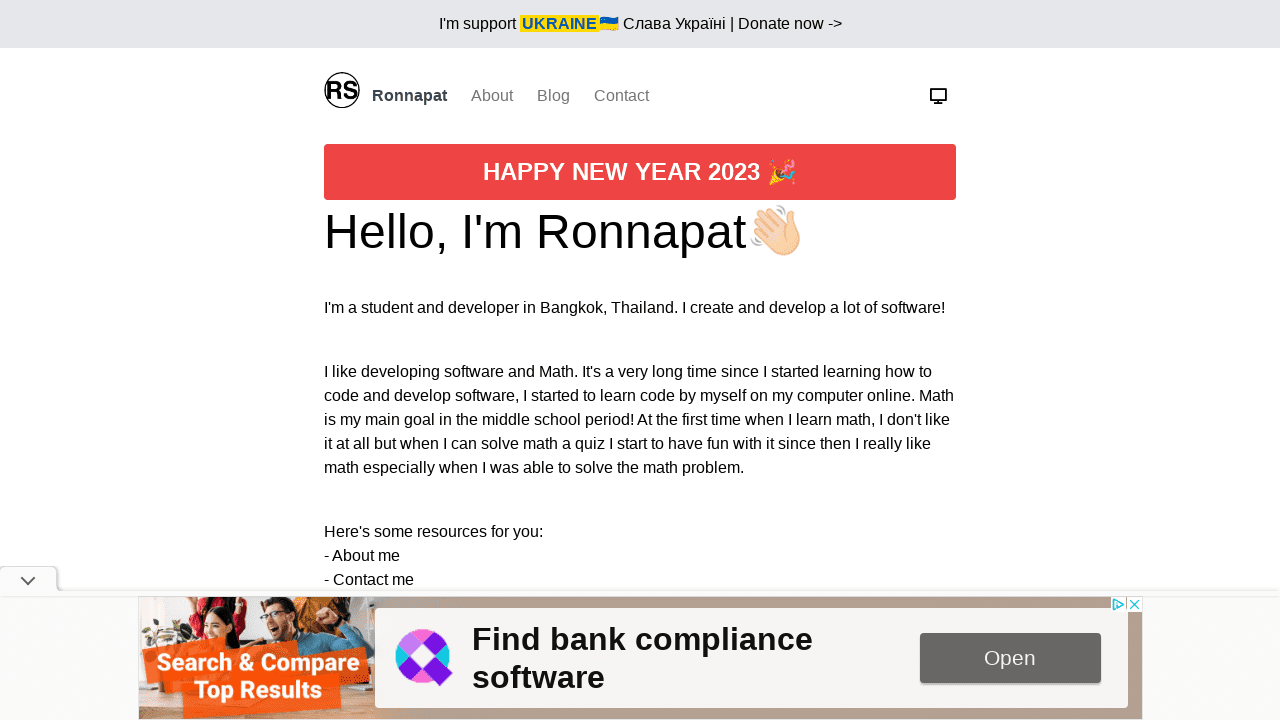 I'm support UKRAINE🇺🇦 Слава Україні | Donate now ->
RS Ronnapat About Blog Contact
HAPPY NEW YEAR 2023 🎉
Hello, I'm Ronnapat👋🏻
I'm a student and developer in Bangkok, Thailand. I create and develop a lot of software!
I like developing software and Math. It's a very long time since I started learning how to
code and develop software, I started to learn code by myself on my computer online. Math
is my main goal in the middle school period! At the first time when I learn math, I don't like
it at all but when I can solve math a quiz I start to have fun with it since then I really like
math especially when I was able to solve the math problem.
Here's some resources for you:
- About me
- Contact me
Search & Compare
Top Results
Find bank compliance
software
Open